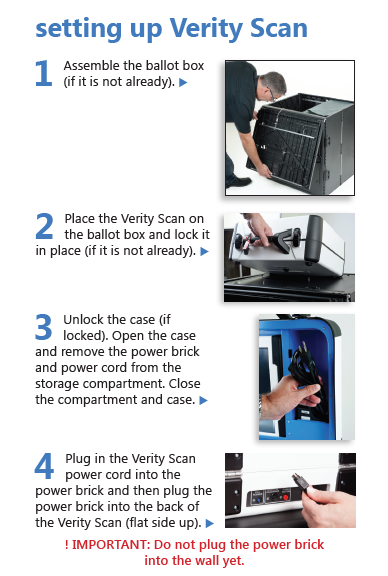 setting up Verity Scan
1 Assemble the ballot box
(if it is not already). ▶
2 Place the Verity Scan on
the ballot box and lock it
in place (if it is not already). ▶
3 Unlock the case (if
locked). Open the case
and remove the power brick
and power cord from the
storage compartment. Close
the compartment and case. ▶
4 Plug in the Verity Scan
power cord into the
power brick and then plug the
power brick into the back of
the Verity Scan (flat side up). ▶
! IMPORTANT: Do not plug the power brick
into the wall yet.